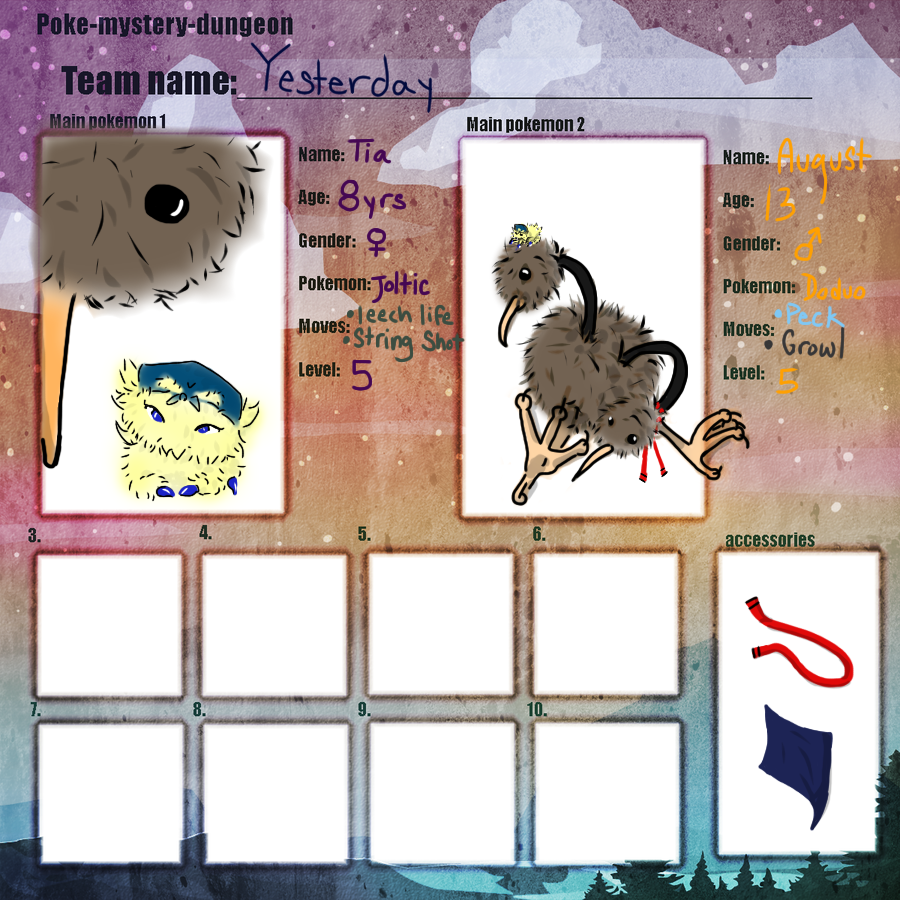 Poke-mystery-dungeon
Team name: Yesterday
Main pokemon 1
Name: Tia
Age: 8yrs
Gender: ♀
Pokemon: Joltic
Moves: •leech life
•String Shot
Level: 5
Main pokemon 2
Name: August
Age: 13
Gender: ♂
Pokemon: Doduo
Moves: •Peck
•Growl
Level: 5
3.
4.
5.
6.
accessories
7.
8.
9.
10.